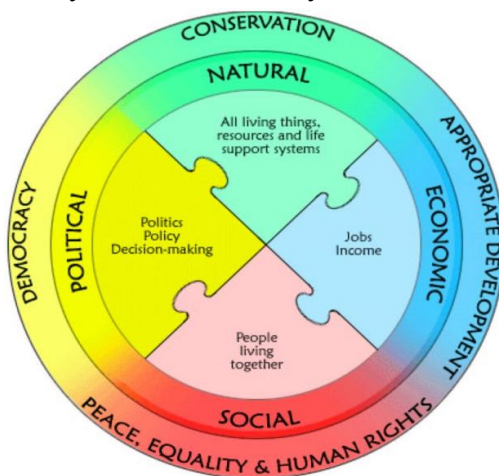 CONSERVATION
NATURAL
All living things,
resources and life
support systems
DEMOCRACY
POLITICAL
Politics
Policy
Decision-making
Jobs
Income
ECONOMIC
APPROPRIATE DEVELOPMENT
People
living
together
SOCIAL
PEACE, EQUALITY & HUMAN RIGHTS